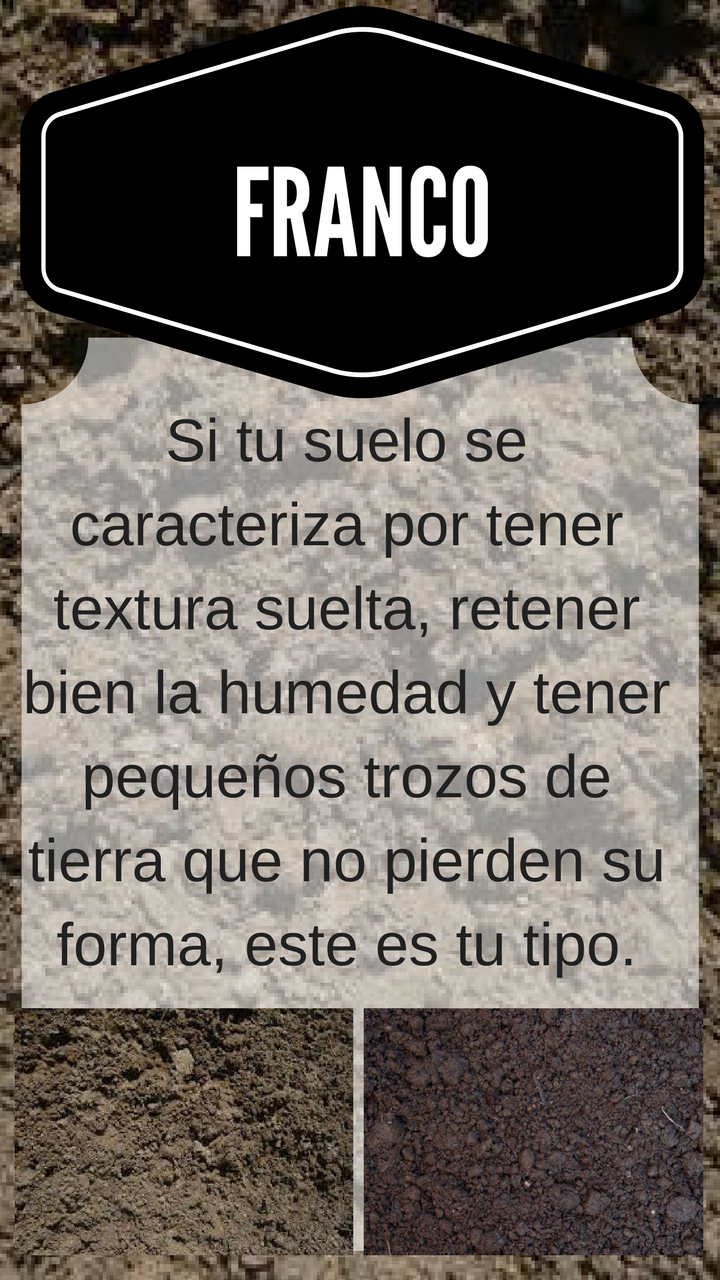 FRANCO
Si tu suelo se
caracteriza por tener
textura suelta, retener
bien la humedad y tener
pequeños trozos de
tierra que no pierden su
forma, este es tu tipo.